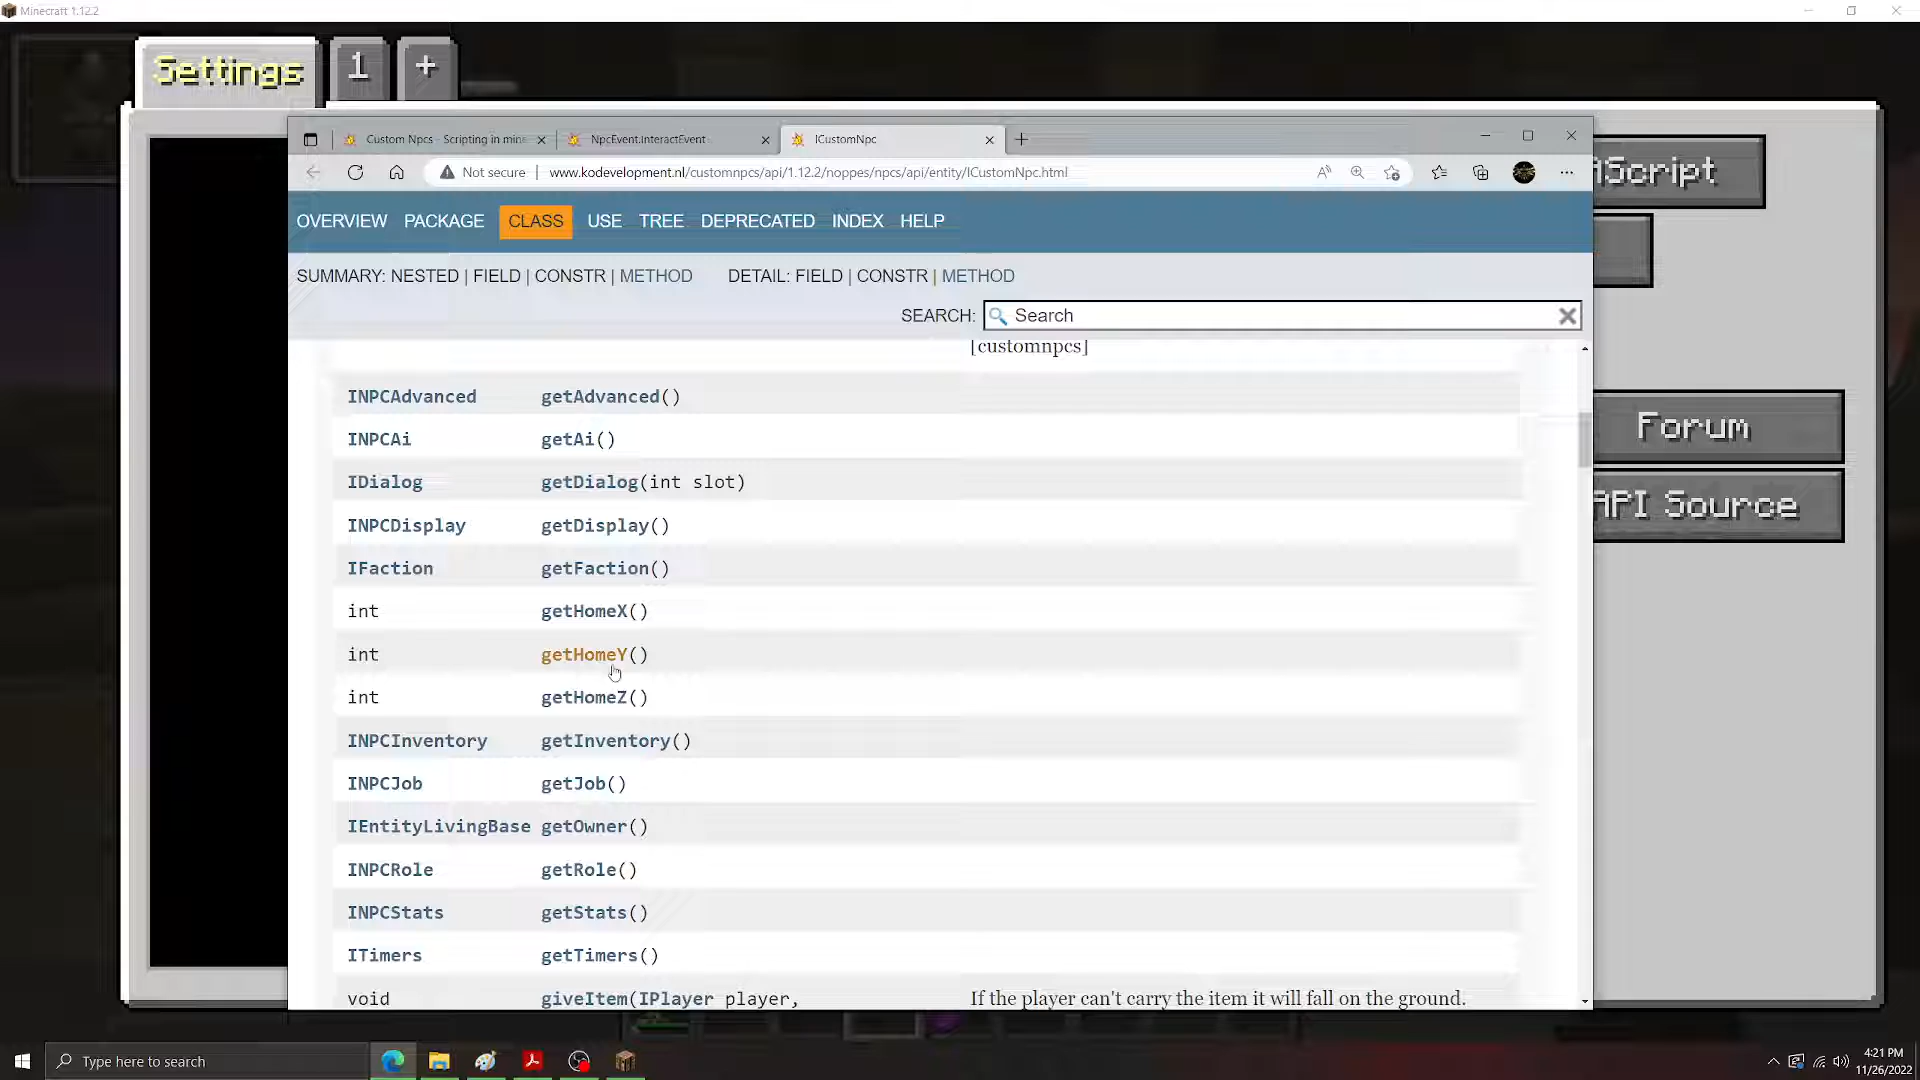 Minecraft 1.12.2
Settings 1 +
Custom Npcs - Scripting in mine
NpcEvent.InteractEvent
ICustomNpc
Not secure www.kodevelopment.nl/customnpcs/api/1.12.2/noppes/npcs/api/entity/ICustomNpc.html
OVERVIEW PACKAGE CLASS USE TREE DEPRECATED INDEX HELP
SUMMARY: NESTED | FIELD | CONSTR | METHOD DETAIL: FIELD | CONSTR | METHOD
SEARCH: Search
[customnpcs]
INPCAdvanced getAdvanced()
INPCAi getAi()
IDialog getDialog(int slot)
INPCDisplay getDisplay()
IFaction getFaction()
int getHomeX()
int getHomeY()
int getHomeZ()
INPCInventory getInventory()
INPCJob getJob()
IEntityLivingBase getOwner()
INPCRole getRole()
INPCStats getStats()
ITimers getTimers()
void giveItem(IPlayer player, If the player can't carry the item it will fall on the ground.
Script
Forum
API Source
Type here to search
4:21 PM
11/26/2022